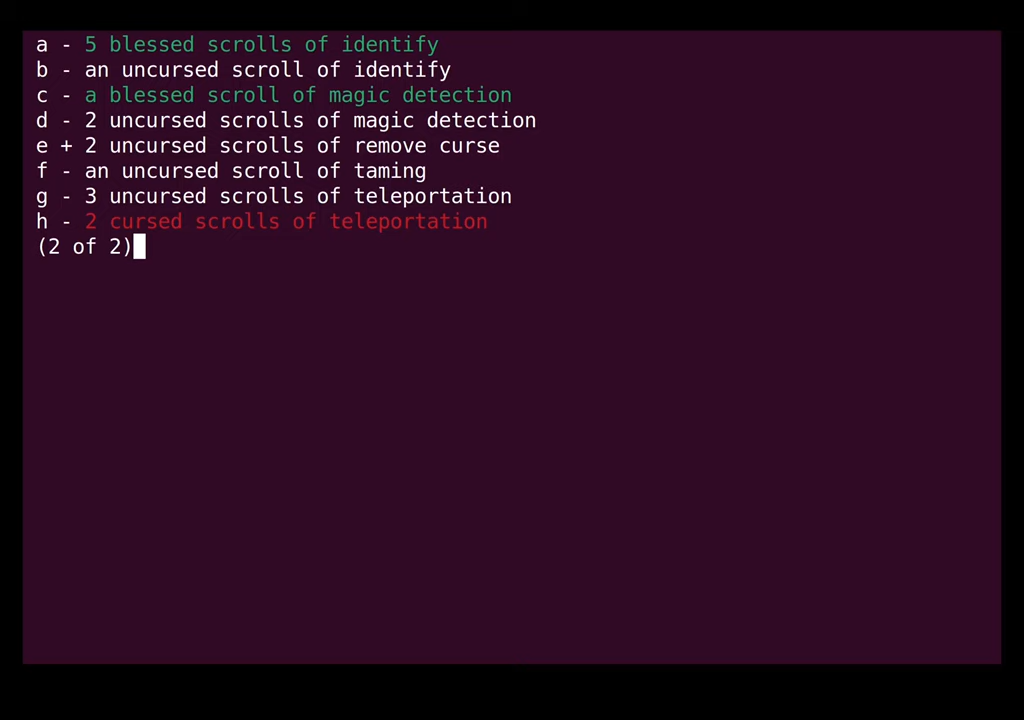 a - 5 blessed scrolls of identify
b - an uncursed scroll of identify
c - a blessed scroll of magic detection
d - 2 uncursed scrolls of magic detection
e + 2 uncursed scrolls of remove curse
f - an uncursed scroll of taming
g - 3 uncursed scrolls of teleportation
h - 2 cursed scrolls of teleportation
(2 of 2)